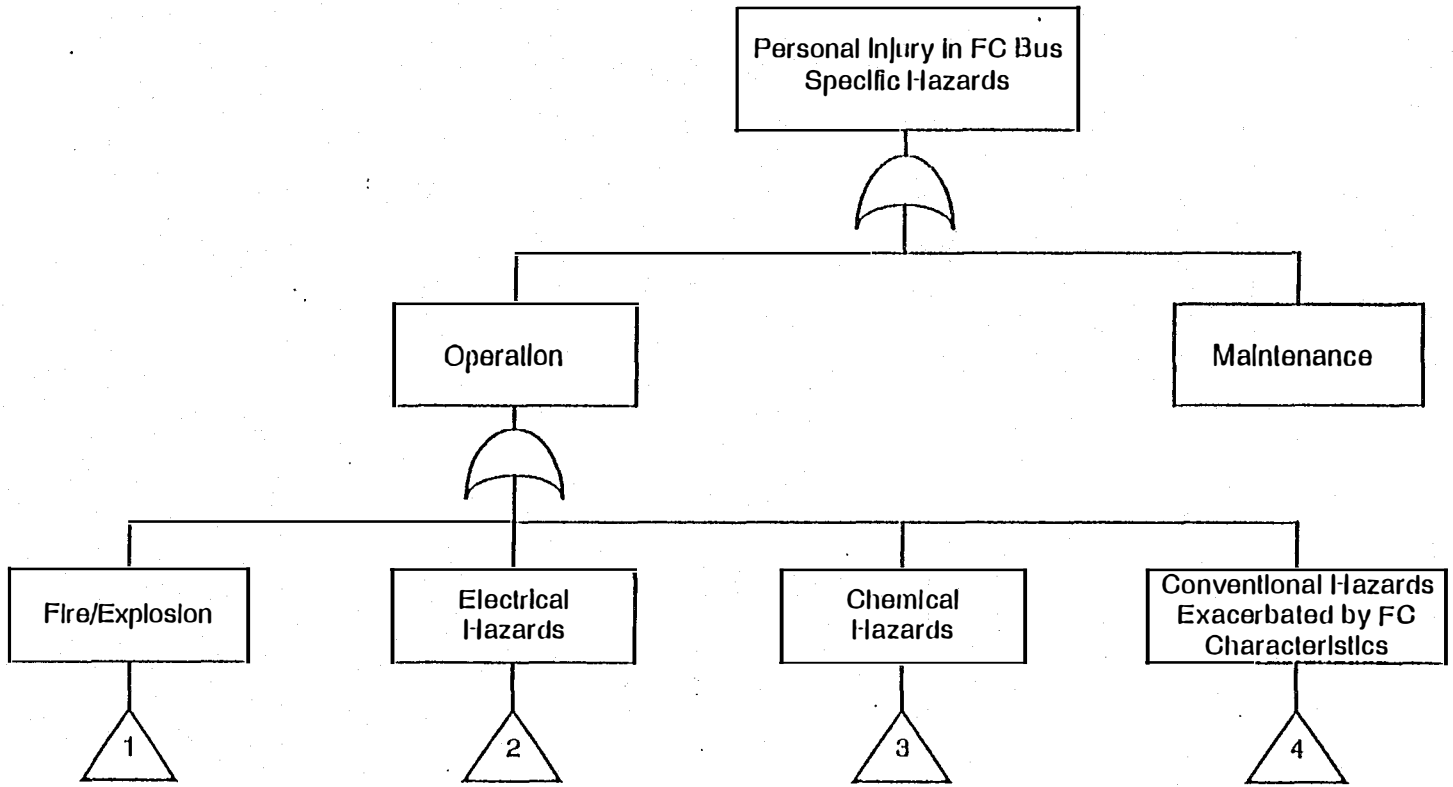 Personal Injury in FC Bus
Specific Hazards
Operation
Maintenance
Fire/Explosion
Electrical
Hazards
Chemical
Hazards
Conventional Hazards
Exacerbated by FC
Characteristics
1
2
3
4